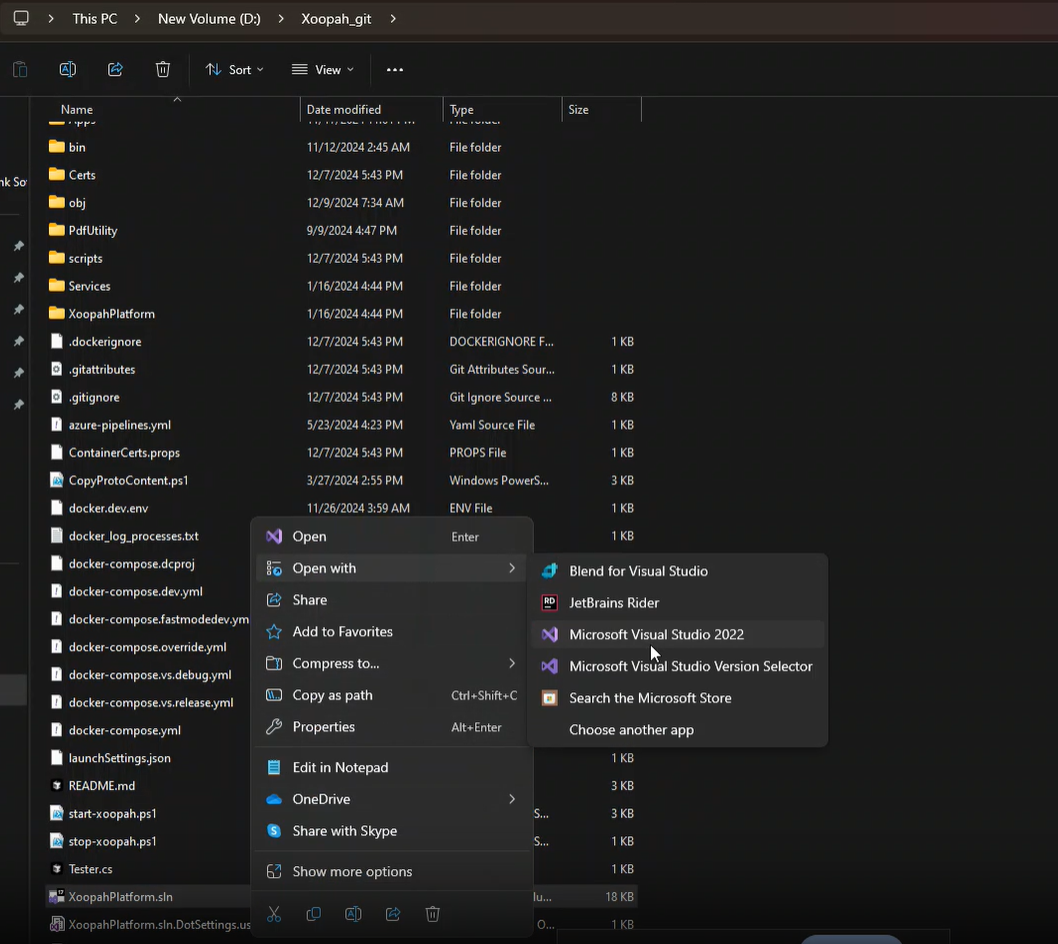 This PC > New Volume (D:) > Xoopah_git >
Sort View ...
Name Date modified Type Size
bin 11/12/2024 2:45 AM File folder
Certs 12/7/2024 5:43 PM File folder
obj 12/9/2024 7:34 AM File folder
PdfUtility 9/9/2024 4:47 PM File folder
scripts 12/7/2024 5:43 PM File folder
Services 1/16/2024 4:44 PM File folder
XoopahPlatform 1/16/2024 4:44 PM File folder
.dockerignore 12/7/2024 5:43 PM DOCKERIGNORE F... 1 KB
.gitattributes 12/7/2024 5:43 PM Git Attributes Sour... 1 KB
.gitignore 12/7/2024 5:43 PM Git Ignore Source ... 8 KB
azure-pipelines.yml 5/23/2024 4:23 PM Yaml Source File 1 KB
ContainerCerts.props 12/7/2024 5:43 PM PROPS File 1 KB
CopyProtoContent.ps1 3/27/2024 2:55 PM Windows PowerS... 3 KB
docker.dev.env 11/26/2024 3:59 AM ENV File 1 KB
docker_log_processes.txt 1 KB
docker-compose.dcproj
docker-compose.dev.yml
docker-compose.fastmodedev.ym
docker-compose.override.yml
docker-compose.vs.debug.yml
docker-compose.vs.release.yml
docker-compose.yml
launchSettings.json 1 KB
README.md 3 KB
start-xoopah.ps1 S... 3 KB
stop-xoopah.ps1 S... 1 KB
Tester.cs 1 KB
XoopahPlatform.sln lu... 18 KB
XoopahPlatform.sln.DotSettings.us O... 1 KB
Open Enter
Open with >
Share
Add to Favorites
Compress to... >
Copy as path Ctrl+Shift+C
Properties Alt+Enter
Edit in Notepad
OneDrive >
Share with Skype
Show more options
Blend for Visual Studio
RD JetBrains Rider
Microsoft Visual Studio 2022
Microsoft Visual Studio Version Selector
Search the Microsoft Store
Choose another app